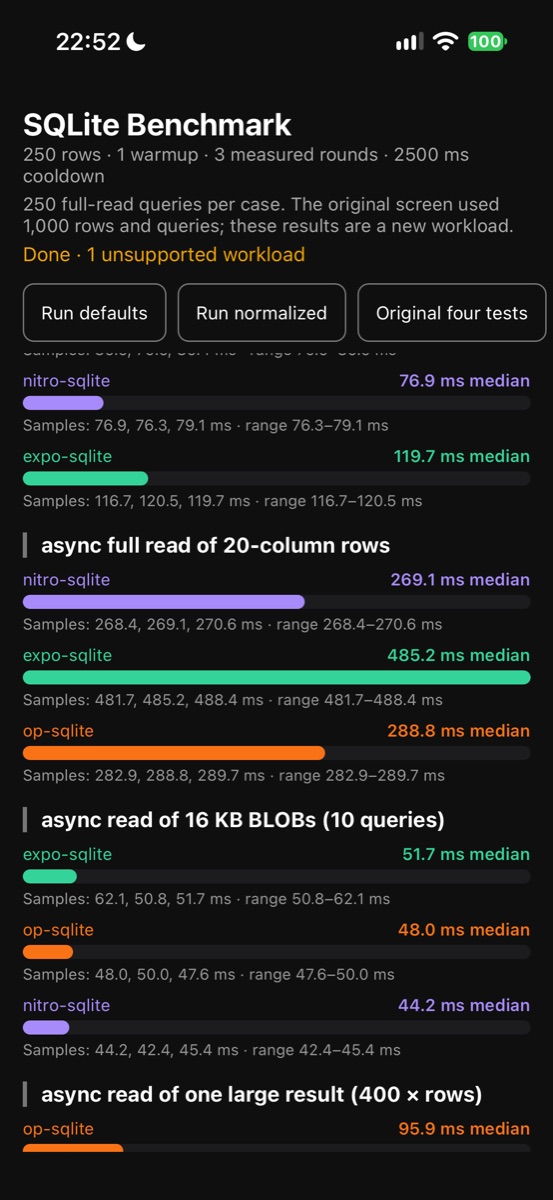 22:52
100
SQLite Benchmark
250 rows · 1 warmup · 3 measured rounds · 2500 ms
cooldown
250 full-read queries per case. The original screen used
1,000 rows and queries; these results are a new workload.
Done · 1 unsupported workload
Run defaults
Run normalized
Original four tests
nitro-sqlite
76.9 ms median
Samples: 76.9, 76.3, 79.1 ms · range 76.3–79.1 ms
expo-sqlite
119.7 ms median
Samples: 116.7, 120.5, 119.7 ms · range 116.7–120.5 ms
async full read of 20-column rows
nitro-sqlite
269.1 ms median
Samples: 268.4, 269.1, 270.6 ms · range 268.4–270.6 ms
expo-sqlite
485.2 ms median
Samples: 481.7, 485.2, 488.4 ms · range 481.7–488.4 ms
op-sqlite
288.8 ms median
Samples: 282.9, 288.8, 289.7 ms · range 282.9–289.7 ms
async read of 16 KB BLOBs (10 queries)
expo-sqlite
51.7 ms median
Samples: 62.1, 50.8, 51.7 ms · range 50.8–62.1 ms
op-sqlite
48.0 ms median
Samples: 48.0, 50.0, 47.6 ms · range 47.6–50.0 ms
nitro-sqlite
44.2 ms median
Samples: 44.2, 42.4, 45.4 ms · range 42.4–45.4 ms
async read of one large result (400 × rows)
op-sqlite
95.9 ms median